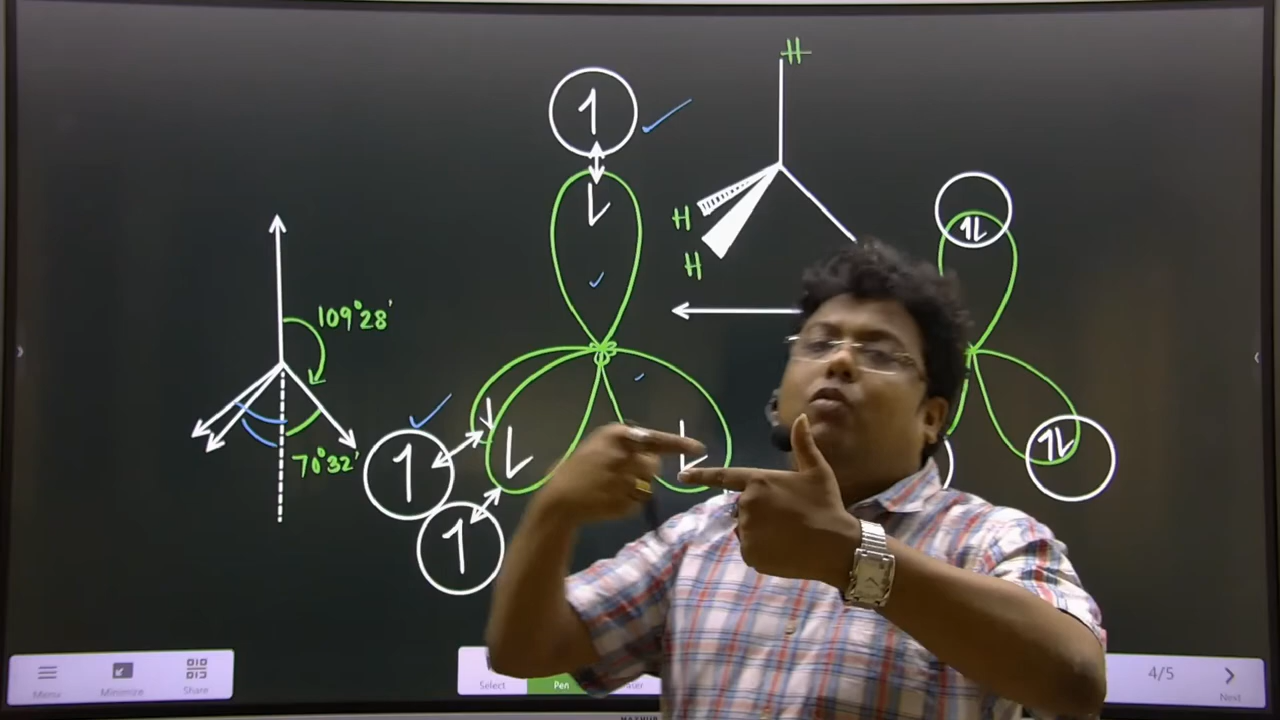 H
1
1L
L
109°28'
H
H
70°32'
1
L
L
1L
1
Menu
Minimize
Share
Select
Pen
4/5
Next